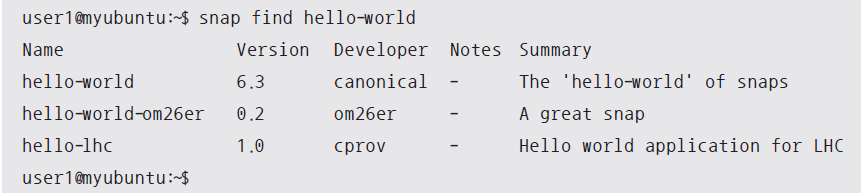 user1@myubuntu:~$ snap find hello-world
Name Version Developer Notes Summary
hello-world 6.3 canonical - The 'hello-world' of snaps
hello-world-om26er 0.2 om26er - A great snap
hello-lhc 1.0 cprov - Hello world application for LHC
user1@myubuntu:~$